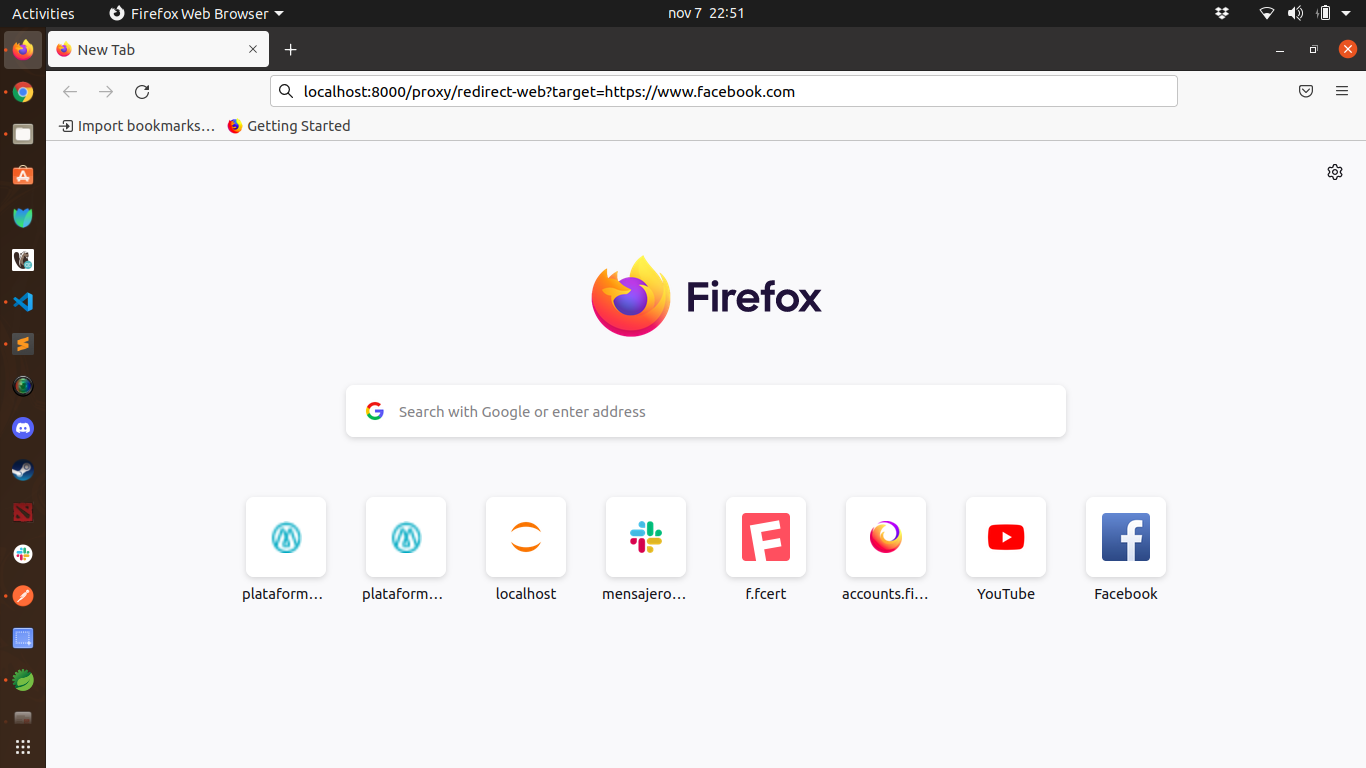 Activities Firefox Web Browser nov 7 22:51
New Tab
localhost:8000/proxy/redirect-web?target=https://www.facebook.com
Import bookmarks… Getting Started
Firefox
Search with Google or enter address
plataform… plataform… localhost mensajero… f.fcert accounts.fi… YouTube Facebook